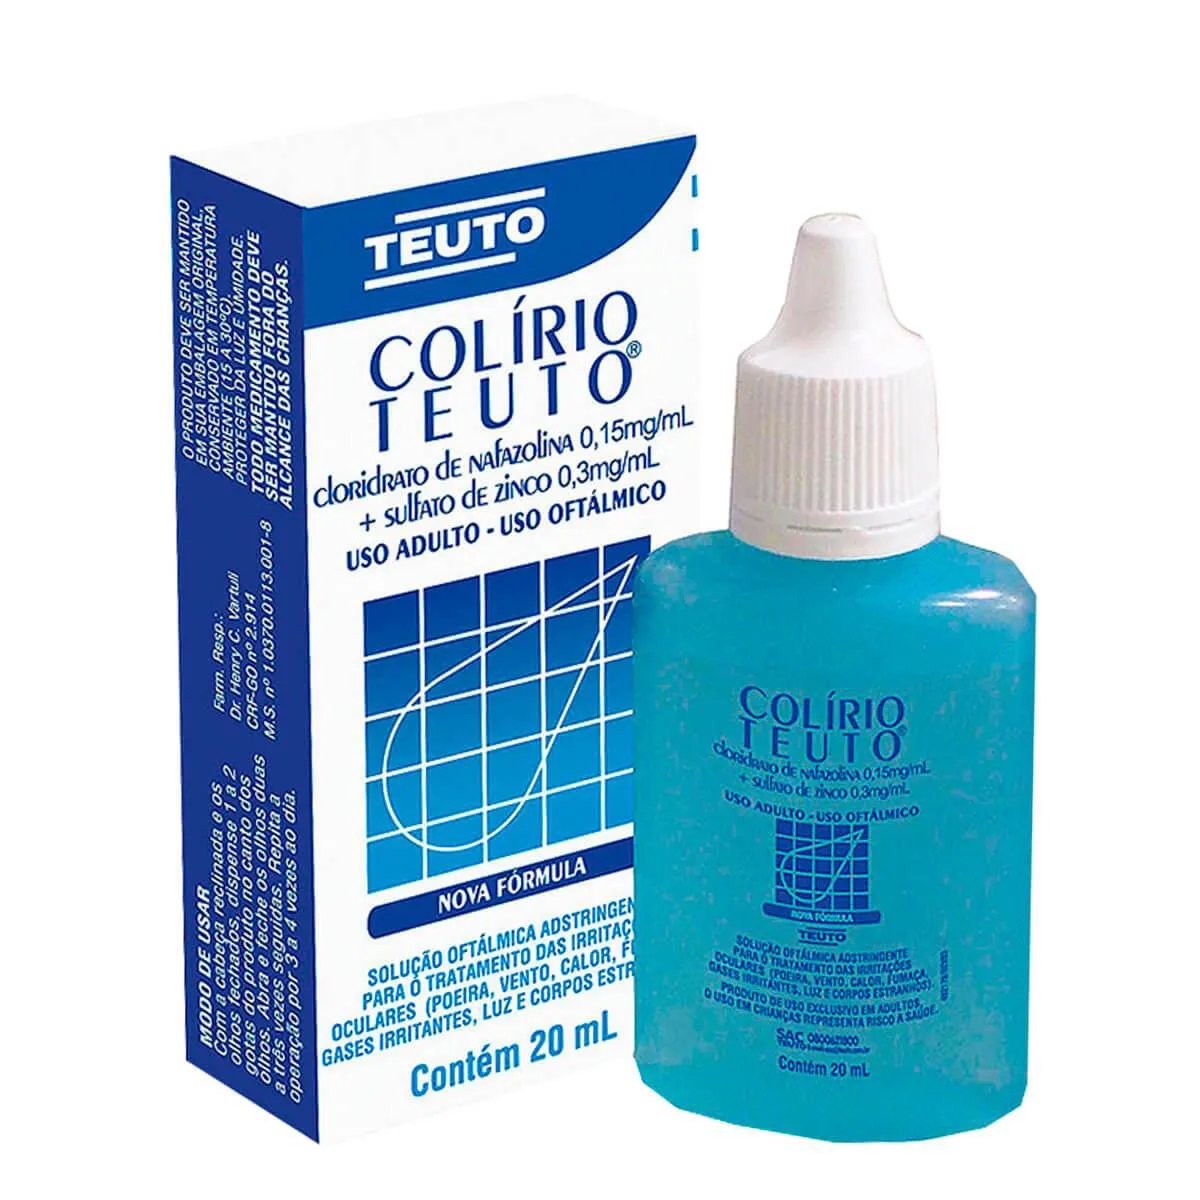 TEUTO
COLÍRIO
TEUTO®
cloridrato de nafazolina 0,15mg/mL
+ sulfato de zinco 0,3mg/mL
USO ADULTO - USO OFTÁLMICO
NOVA FÓRMULA
SOLUÇÃO OFTÁLMICA ADSTRINGEN
PARA O TRATAMENTO DAS IRRITAÇ
OCULARES (POEIRA, VENTO, CALOR, F
GASES IRRITANTES, LUZ E CORPOS ESTR
Contém 20 mL
O PRODUTO DEVE SER MANTIDO
EM SUA EMBALAGEM ORIGINAL,
CONSERVADO EM TEMPERATURA
AMBIENTE (15 A 30ºC).
PROTEGER DA LUZ E UMIDADE.
TODO MEDICAMENTO DEVE
SER MANTIDO FORA DO
ALCANCE DAS CRIANÇAS.
Farm. Resp.:
Dr. Henry C. Vartuli
CRF-GO nº 2.914
M.S. nº 1.0370.0113.001-8
MODO DE USAR
Com a cabeça reclinada e os
olhos fechados, dispense 1 a 2
gotas do produto no canto dos
olhos. Abra e feche os olhos duas
a três vezes seguidas. Repita a
operação por 3 a 4 vezes ao dia.
COLÍRIO
TEUTO®
cloridrato de nafazolina 0,15mg/mL
+ sulfato de zinco 0,3mg/mL
USO ADULTO - USO OFTÁLMICO
NOVA FÓRMULA
TEUTO
SOLUÇÃO OFTÁLMICA ADSTRINGENTE
PARA O TRATAMENTO DAS IRRITAÇÕES
OCULARES (POEIRA, VENTO, CALOR, FUMAÇA,
GASES IRRITANTES, LUZ E CORPOS ESTRANHOS).
PRODUTO DE USO EXCLUSIVO EM ADULTOS,
O USO EM CRIANÇAS REPRESENTA RISCO À SAÚDE.
SAC 0800621800
Contém 20 mL